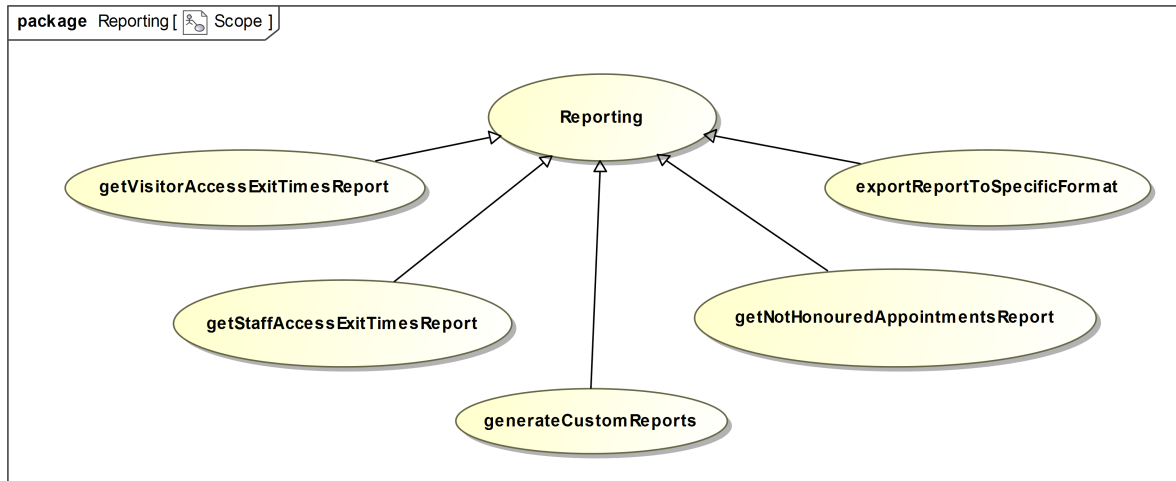 package Reporting [ Scope ]
Reporting
getVisitorAccessExitTimesReport
exportReportToSpecificFormat
getStaffAccessExitTimesReport
getNotHonouredAppointmentsReport
generateCustomReports